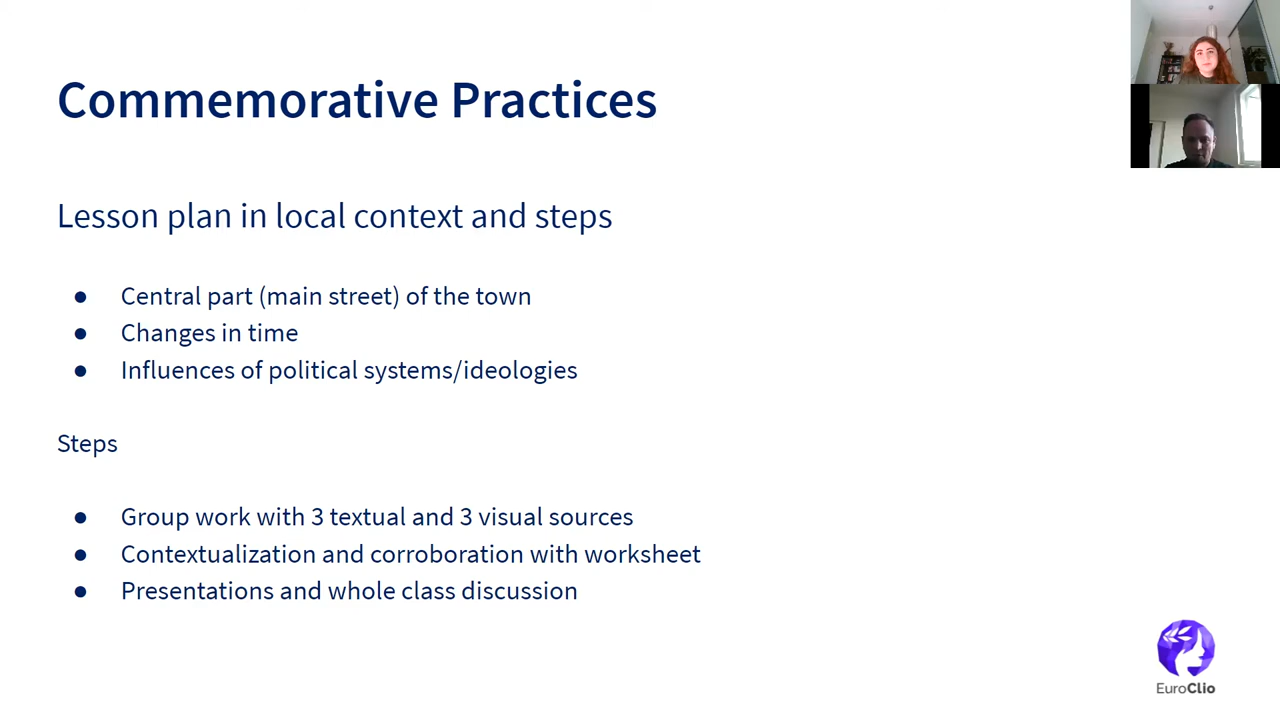 Commemorative Practices
Lesson plan in local context and steps
● Central part (main street) of the town
● Changes in time
● Influences of political systems/ideologies
Steps
● Group work with 3 textual and 3 visual sources
● Contextualization and corroboration with worksheet
● Presentations and whole class discussion
EuroClio